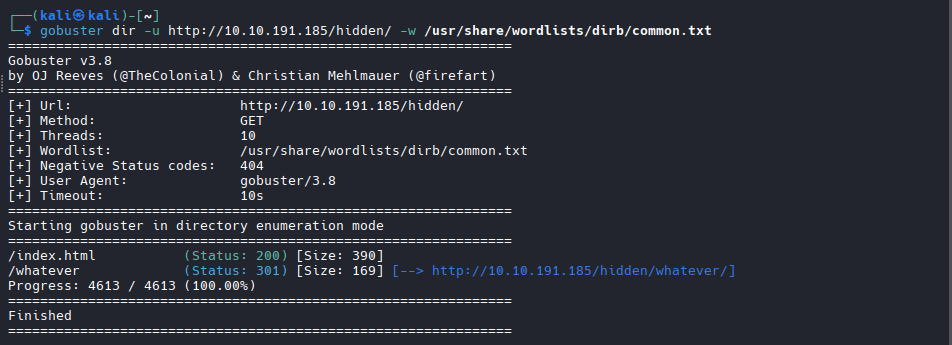 ┌──(kali㉿kali)-[~]
└─$ gobuster dir -u http://10.10.191.185/hidden/ -w /usr/share/wordlists/dirb/common.txt
===============================================================
Gobuster v3.8
by OJ Reeves (@TheColonial) & Christian Mehlmauer (@firefart)
===============================================================
[+] Url:                     http://10.10.191.185/hidden/
[+] Method:                  GET
[+] Threads:                 10
[+] Wordlist:                /usr/share/wordlists/dirb/common.txt
[+] Negative Status codes:   404
[+] User Agent:              gobuster/3.8
[+] Timeout:                 10s
===============================================================
Starting gobuster in directory enumeration mode
===============================================================
/index.html           (Status: 200) [Size: 390]
/whatever             (Status: 301) [Size: 169] [--> http://10.10.191.185/hidden/whatever/]
Progress: 4613 / 4613 (100.00%)
===============================================================
Finished
===============================================================